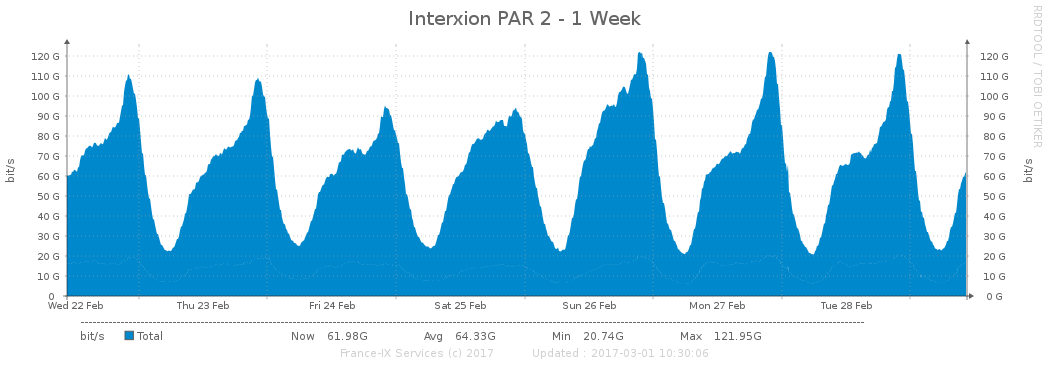 Interxion PAR 2 - 1 Week
RRDTOOL / TOBI OETIKER
120 G 120 G
110 G 110 G
100 G 100 G
90 G 90 G
80 G 80 G
70 G 70 G
60 G 60 G
50 G 50 G
40 G 40 G
30 G 30 G
20 G 20 G
10 G 10 G
0 0 G
bit/s
bit/s
Wed 22 Feb Thu 23 Feb Fri 24 Feb Sat 25 Feb Sun 26 Feb Mon 27 Feb Tue 28 Feb
bit/s Total Now 61.98G Avg 64.33G Min 20.74G Max 121.95G
France-IX Services (c) 2017 Updated : 2017-03-01 10:30:06